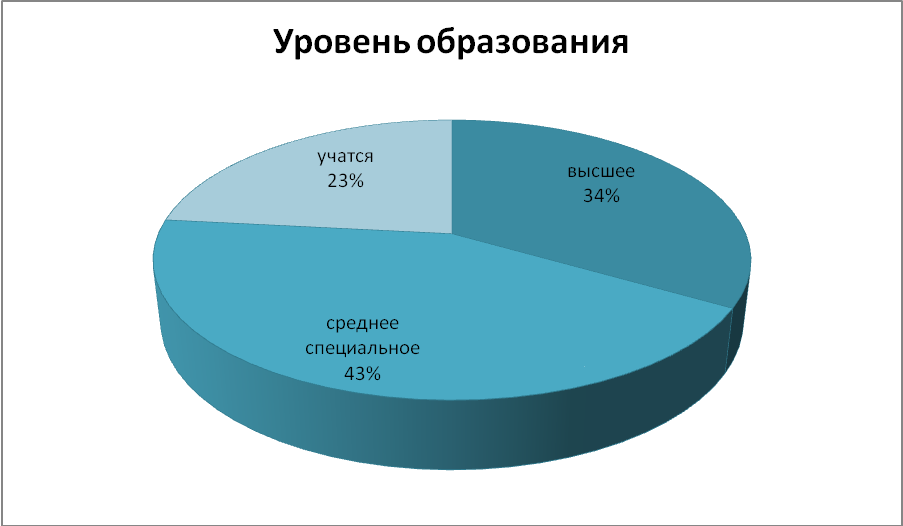 Уровень образования
учатся
23%
высшее
34%
среднее
специальное
43%